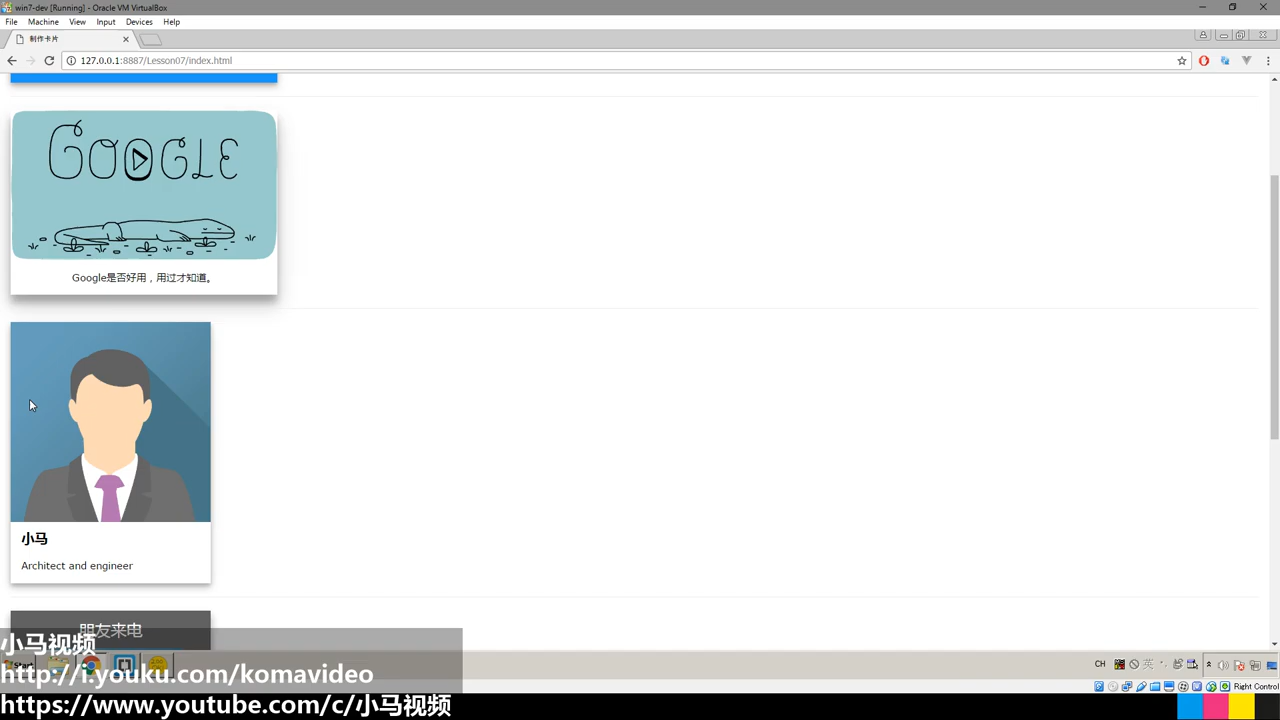 win7-dev [Running] - Oracle VM VirtualBox
File Machine View Input Devices Help
制作卡片
127.0.0.1:8887/Lesson07/index.html
GOOGLE
Google是否好用，用过才知道。
小马
Architect and engineer
朋友来电
小马视频
http://i.youku.com/komavideo
https://www.youtube.com/c/小马视频
Start
CH
英
Right Control